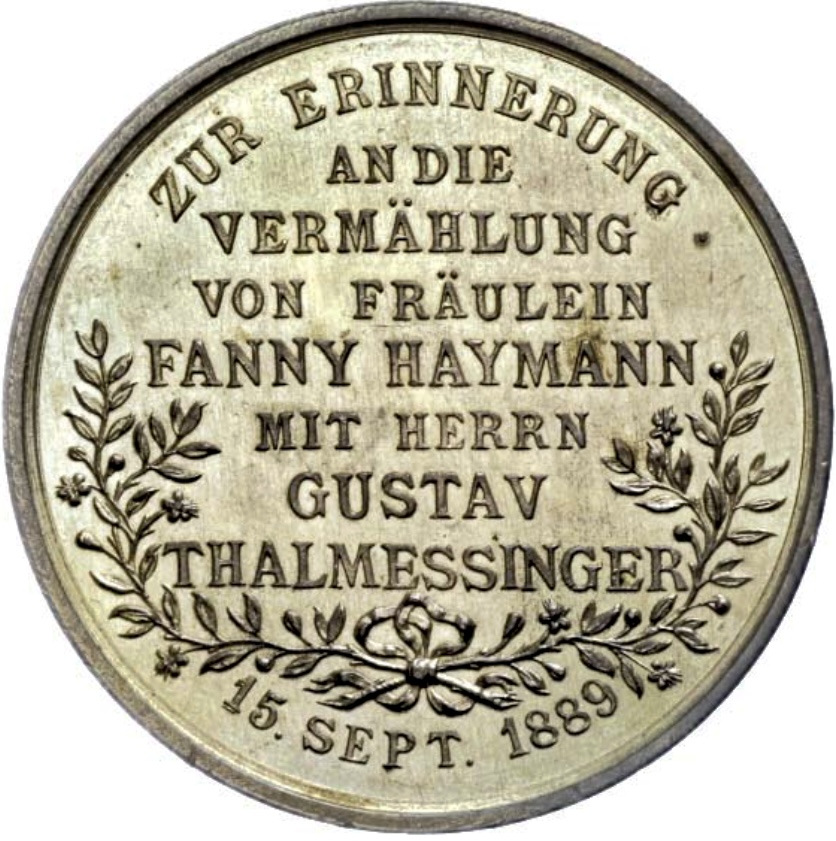 ZUR ERINNERUNG
AN DIE
VERMÄHLUNG
VON FRÄULEIN
FANNY HAYMANN
MIT HERRN
GUSTAV
THALMESSINGER
15. SEPT. 1889